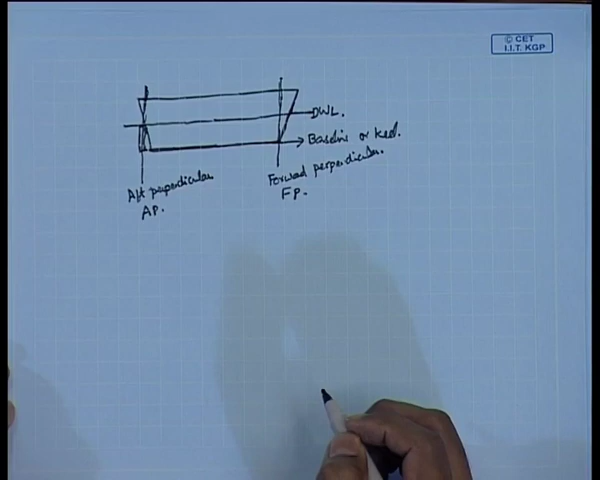 © CET
I.I.T. KGP
DWL.
Baseline or keel.
Aft perpendicular
AP.
Forward perpendicular.
FP.